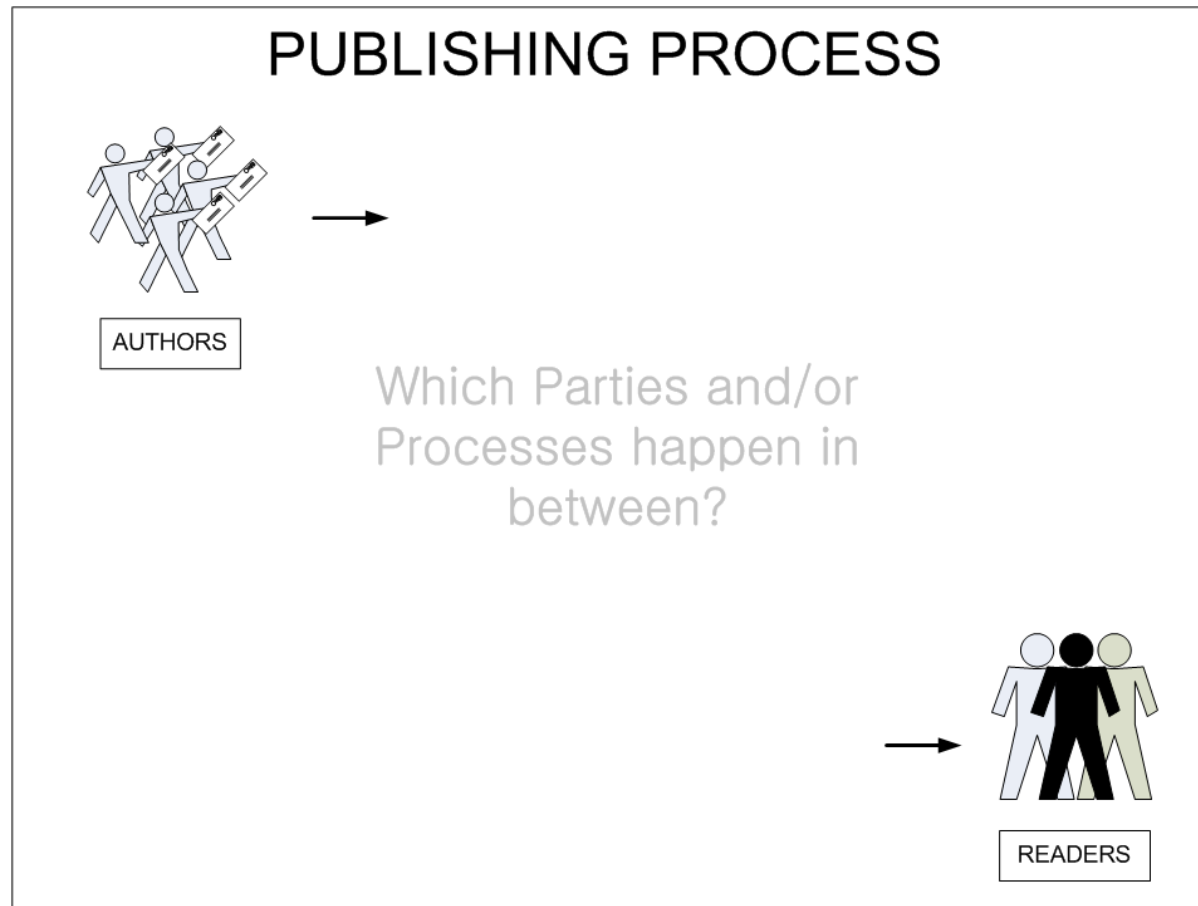 PUBLISHING PROCESS
AUTHORS
Which Parties and/or
Processes happen in
between?
READERS